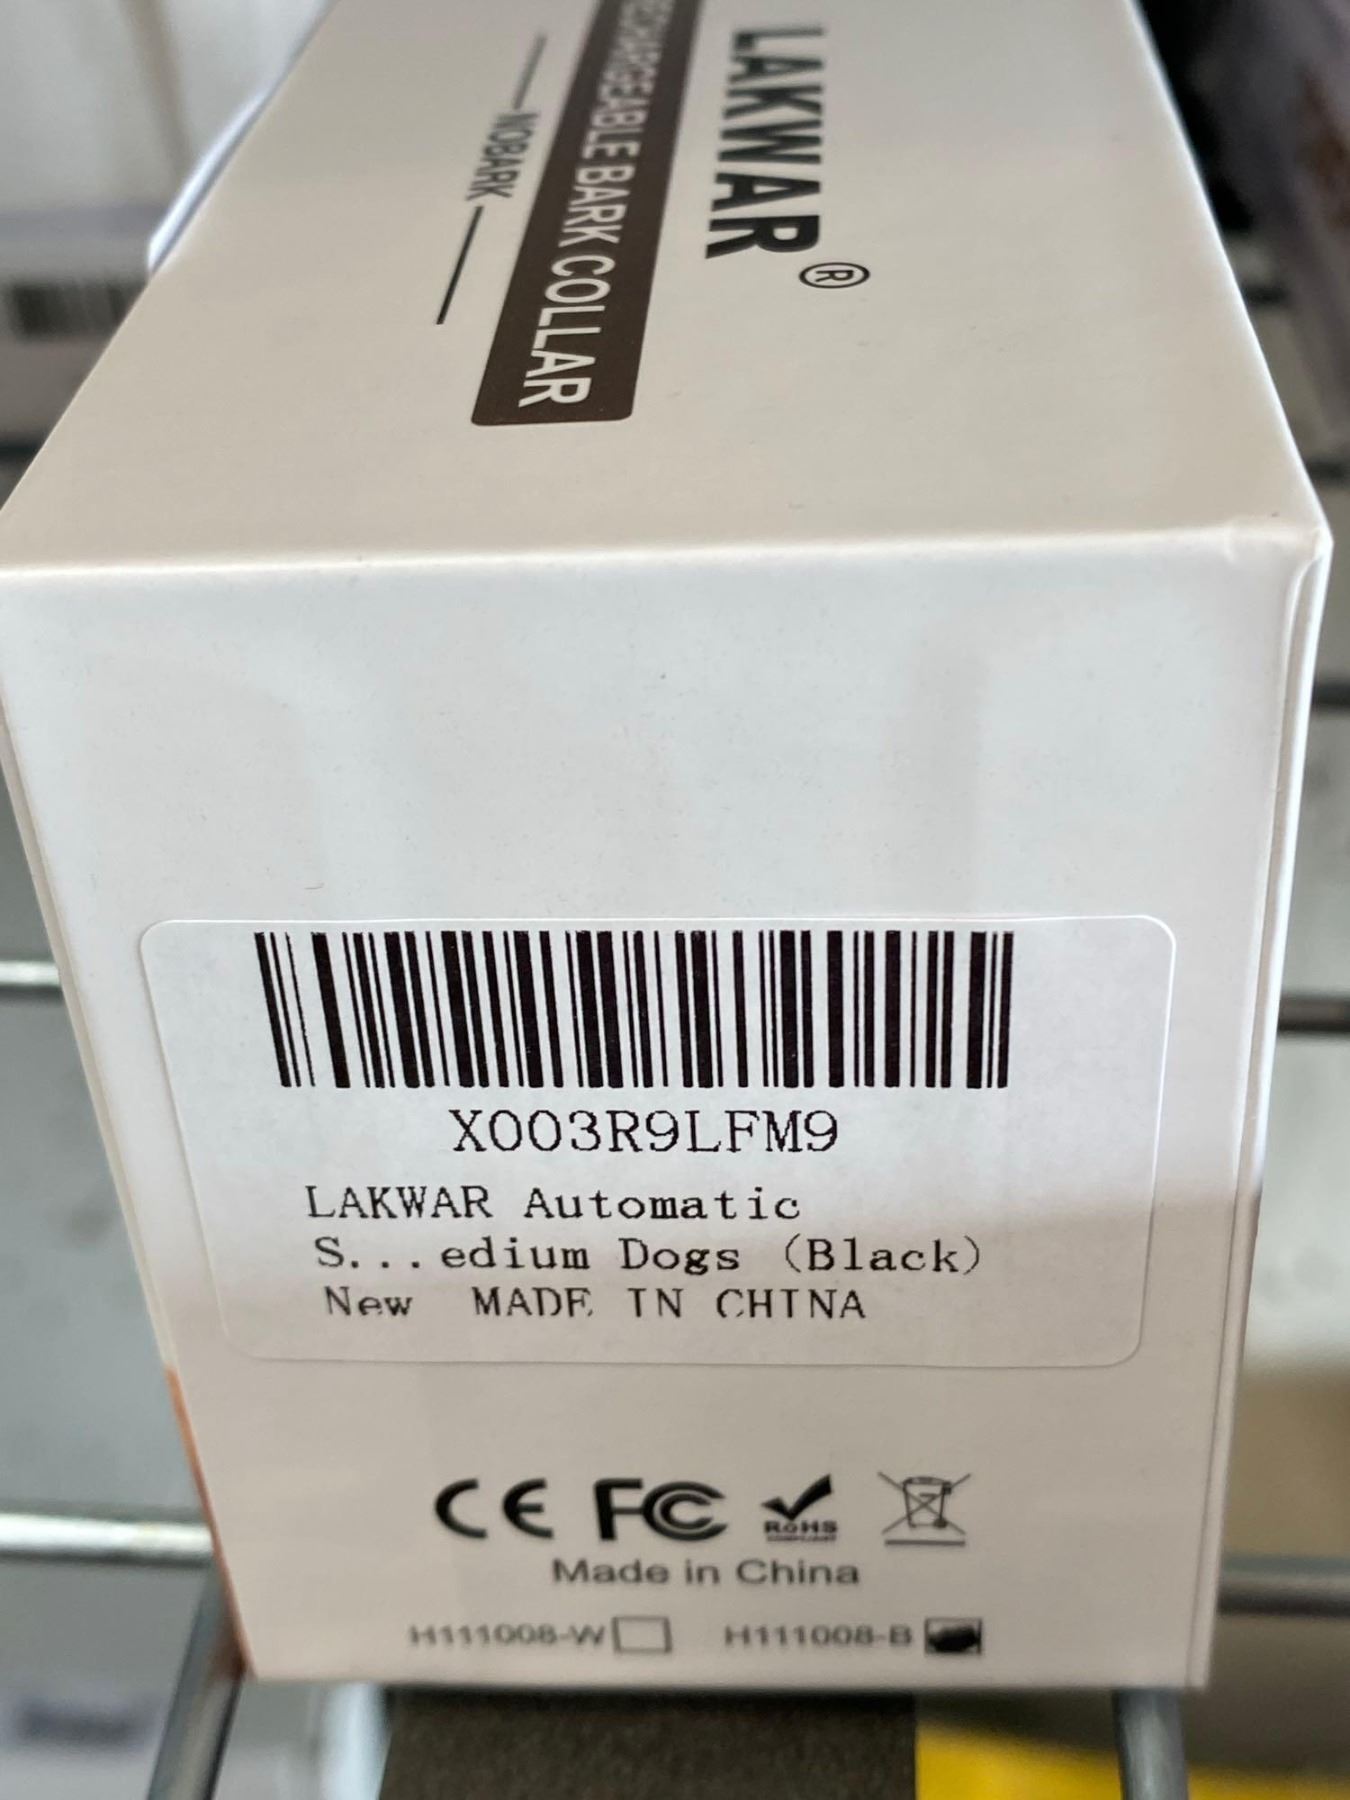 LAKWAR®
RECHARGEABLE BARK COLLAR
NOBARK
X003R9LFM9
LAKWAR Automatic
S...edium Dogs (Black)
New MADE IN CHINA
CE FC RoHS
COMPLIANT
Made in China
H111008-W H111008-B